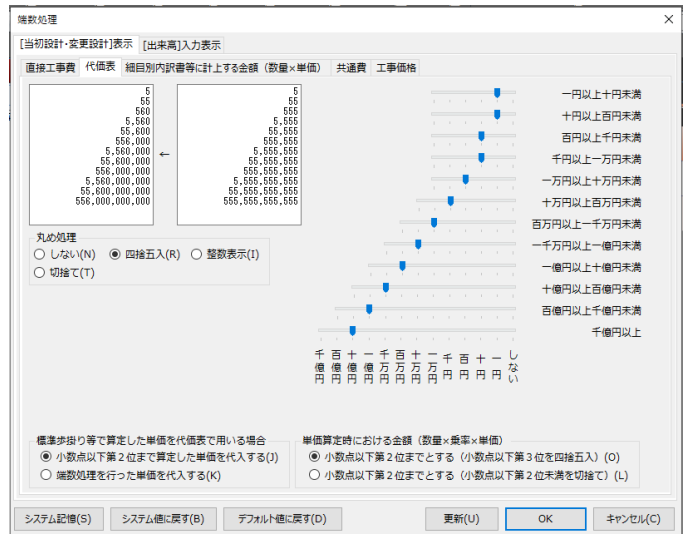 端数処理
[当初設計・変更設計]表示 [出来高]入力表示
直接工事費 代価表 細目別内訳書等に計上する金額（数量×単価） 共通費 工事価格
5
55
560
5,560
55,600
556,000
5,560,000
55,600,000
556,000,000
5,560,000,000
55,600,000,000
556,000,000,000
←
5
55
555
5,555
55,555
555,555
5,555,555
55,555,555
555,555,555
5,555,555,555
55,555,555,555
555,555,555,555
丸め処理
しない(N) 四捨五入(R) 整数表示(I)
切捨て(T)
一円以上十円未満
十円以上百円未満
百円以上千円未満
千円以上一万円未満
一万円以上十万円未満
十万円以上百万円未満
百万円以上一千万円未満
一千万円以上一億円未満
一億円以上十億円未満
十億円以上百億円未満
百億円以上千億円未満
千億円以上
千億円 百億円 十億円 一億円 千万円 百万円 十万円 一万円 千円 百円 十円 一円 しない
標準歩掛り等で算定した単価を代価表で用いる場合
小数点以下第２位まで算定した単価を代入する(J)
端数処理を行った単価を代入する(K)
単価算定時における金額（数量×乗率×単価）
小数点以下第２位までとする（小数点以下第３位を四捨五入）(O)
小数点以下第２位までとする（小数点以下第２位未満を切捨て）(L)
システム記憶(S) システム値に戻す(B) デフォルト値に戻す(D) 更新(U) OK キャンセル(C)